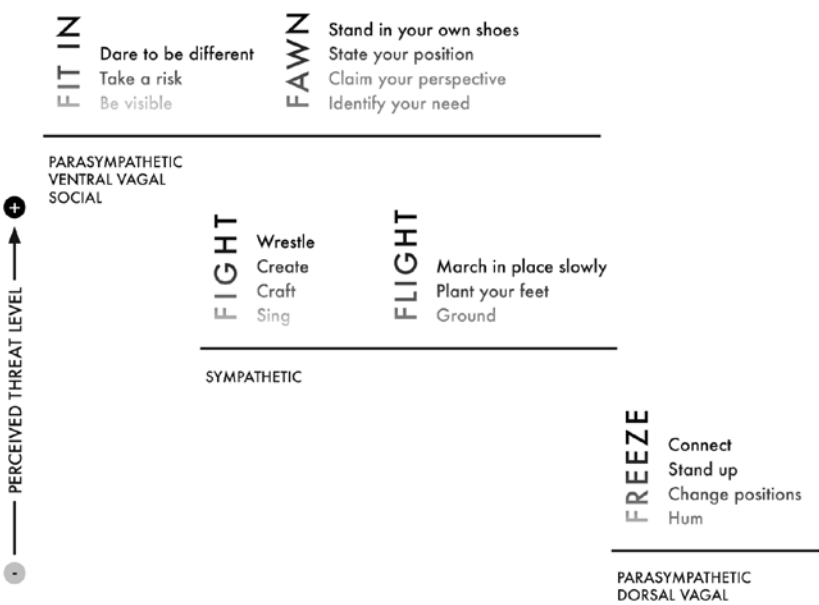 FIT IN
Dare to be different
Take a risk
Be visible
FAWN
Stand in your own shoes
State your position
Claim your perspective
Identify your need
PARASYMPATHETIC
VENTRAL VAGAL
SOCIAL
+
PERCEIVED THREAT LEVEL
-
FIGHT
Wrestle
Create
Craft
Sing
FLIGHT
March in place slowly
Plant your feet
Ground
SYMPATHETIC
FREEZE
Connect
Stand up
Change positions
Hum
PARASYMPATHETIC
DORSAL VAGAL